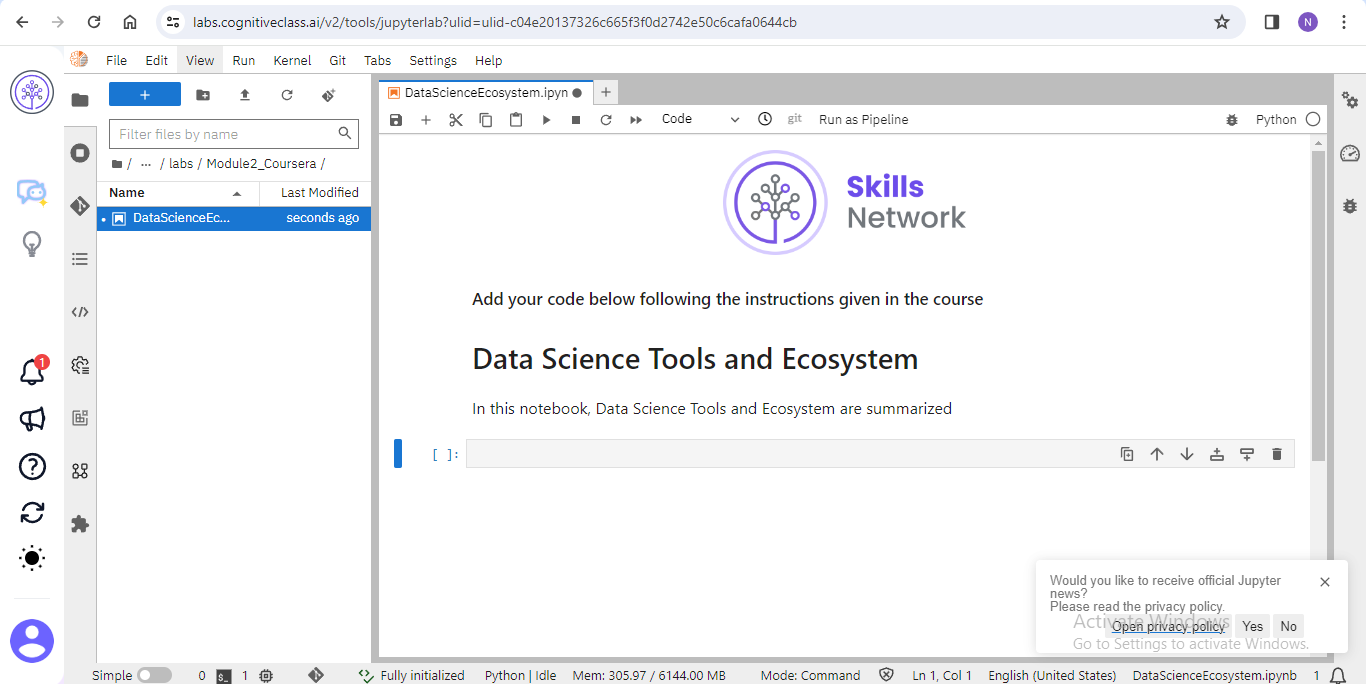 labs.cognitiveclass.ai/v2/tools/jupyterlab?ulid=ulid-c04e20137326c665f3f0d2742e50c6cafa0644cb
N
File Edit View Run Kernel Git Tabs Settings Help
DataScienceEcosystem.ipyn
Code git Run as Pipeline Python
Filter files by name
/ ... / labs / Module2_Coursera /
Name Last Modified
DataScienceEc... seconds ago
Skills
Network
Add your code below following the instructions given in the course
Data Science Tools and Ecosystem
In this notebook, Data Science Tools and Ecosystem are summarized
[ ]:
1
Would you like to receive official Jupyter
news?
Please read the privacy policy.
Open privacy policy Yes No
Activate Windows
Go to Settings to activate Windows.
Simple 0 $_ 1 Fully initialized Python | Idle Mem: 305.97 / 6144.00 MB Mode: Command Ln 1, Col 1 English (United States) DataScienceEcosystem.ipynb 1